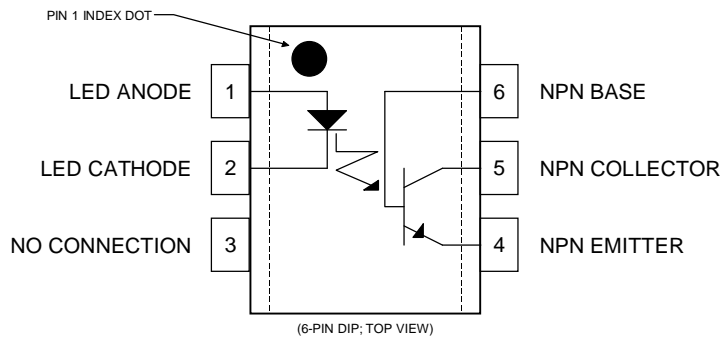 PIN 1 INDEX DOT
LED ANODE 1
6 NPN BASE
LED CATHODE 2
5 NPN COLLECTOR
NO CONNECTION 3
4 NPN EMITTER
(6-PIN DIP; TOP VIEW)